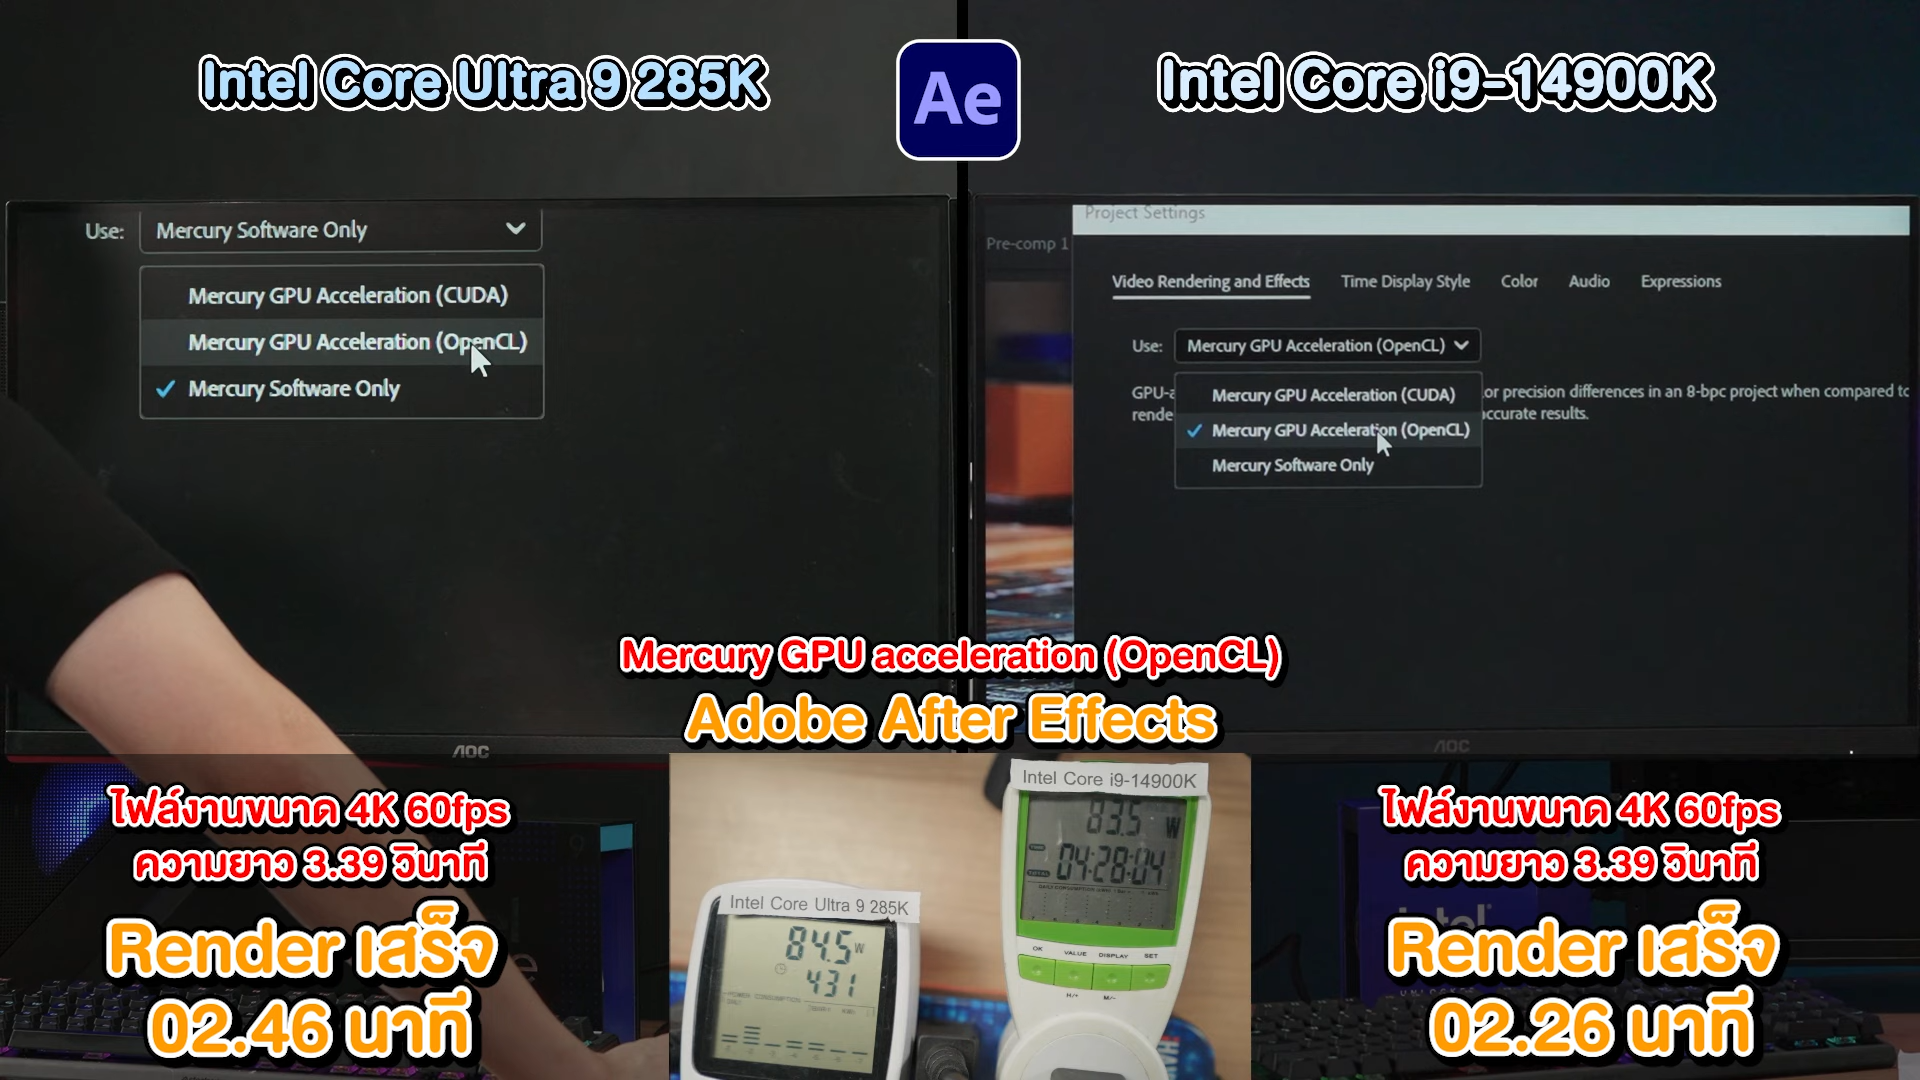 Intel Core Ultra 9 285K
Ae
Intel Core i9-14900K
Use: Mercury Software Only
Mercury GPU Acceleration (CUDA)
Mercury GPU Acceleration (OpenCL)
Mercury Software Only
Project Settings
Pre-comp 1
Video Rendering and Effects Time Display Style Color Audio Expressions
Use: Mercury GPU Acceleration (OpenCL)
Mercury GPU Acceleration (CUDA)
Mercury GPU Acceleration (OpenCL)
Mercury Software Only
or precision differences in an 8-bpc project when compared to
accurate results.
Mercury GPU acceleration (OpenCL)
Adobe After Effects
AOC
AOC
ไฟล์งานขนาด 4K 60fps
ความยาว 3.39 วินาที
Render เสร็จ
02.46 นาที
Intel Core Ultra 9 285K
84.5 W
431
Intel Core i9-14900K
83.5 W
04:28:04
OK VALUE DISPLAY SET
ไฟล์งานขนาด 4K 60fps
ความยาว 3.39 วินาที
Render เสร็จ
02.26 นาที
intel